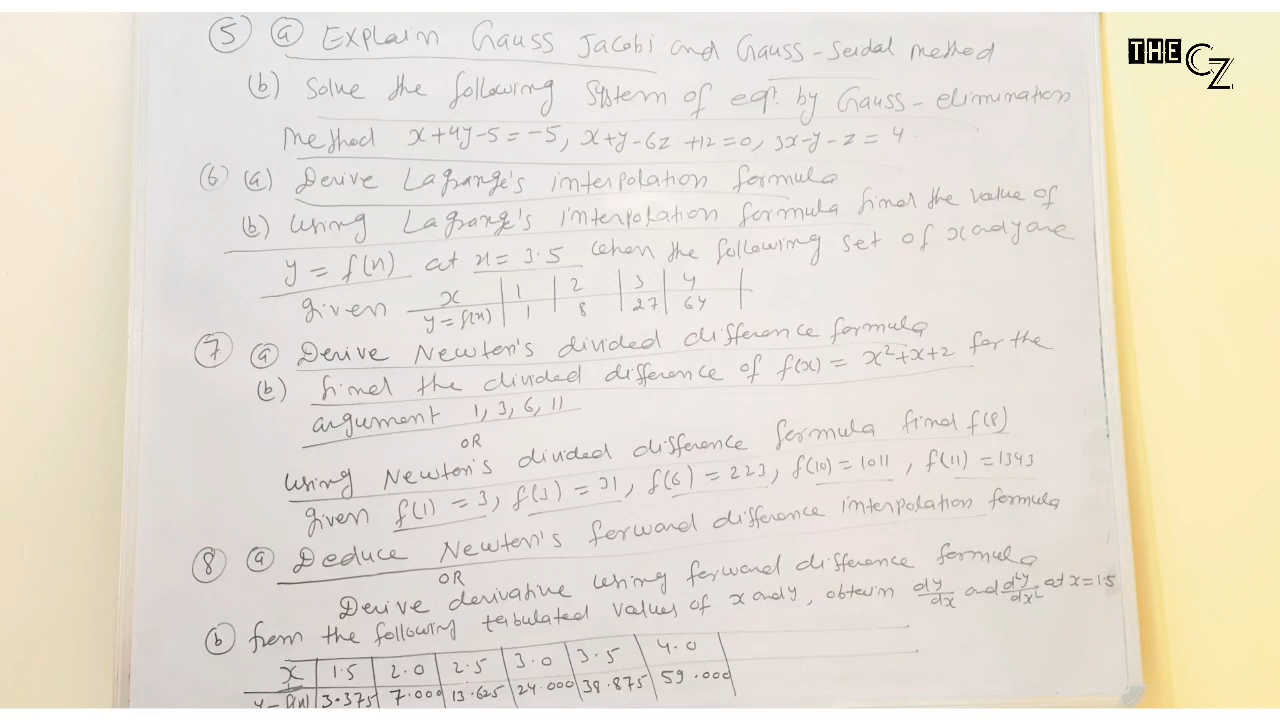 THE CZ
(5) (a) Explain Gauss Jacobi and Gauss-Seidal method
(b) Solve the following system of eqn. by Gauss-elimination
method x+4y-5=-5, x+y-6z+12=0, 3x-y-z=4.
(6) (a) Derive Lagrange's interpolation formula
(b) Using Lagrange's interpolation formula find the value of
y = f(x) at x = 3.5 when the following set of x and y are
given x | 1 | 2 | 3 | 4 |
y=f(x) | 1 | 8 | 27 | 64
(7) (a) Derive Newton's divided difference formula
(b) find the divided difference of f(x) = x²+x+2 for the
argument 1, 3, 6, 11
OR
Using Newton's divided difference formula find f(8)
given f(1) = 3, f(3) = 31, f(6) = 223, f(10) = 1011, f(11) = 1343
(8) (a) Deduce Newton's forward difference interpolation formula
OR
Derive derivative using forward difference formula
(b) from the following tabulated values of x and y, obtain dy/dx and d²y/dx² at x=1.5
x | 1.5 | 2.0 | 2.5 | 3.0 | 3.5 | 4.0
y=f(x) | 3.375 | 7.000 | 13.625 | 24.000 | 38.875 | 59.000